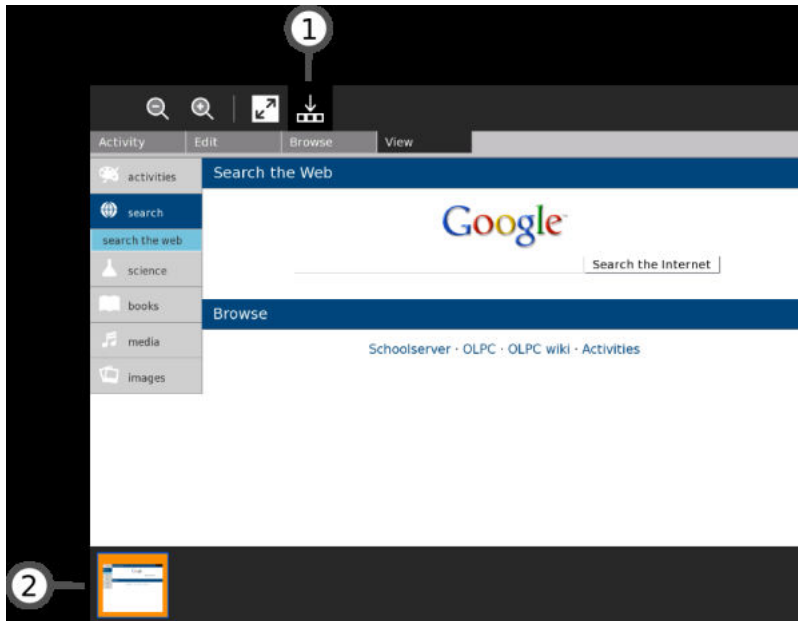 1
Activity Edit Browse View
activities
Search the Web
search
Google
search the web
Search the Internet
science
books
Browse
media
Schoolserver · OLPC · OLPC wiki · Activities
images
2